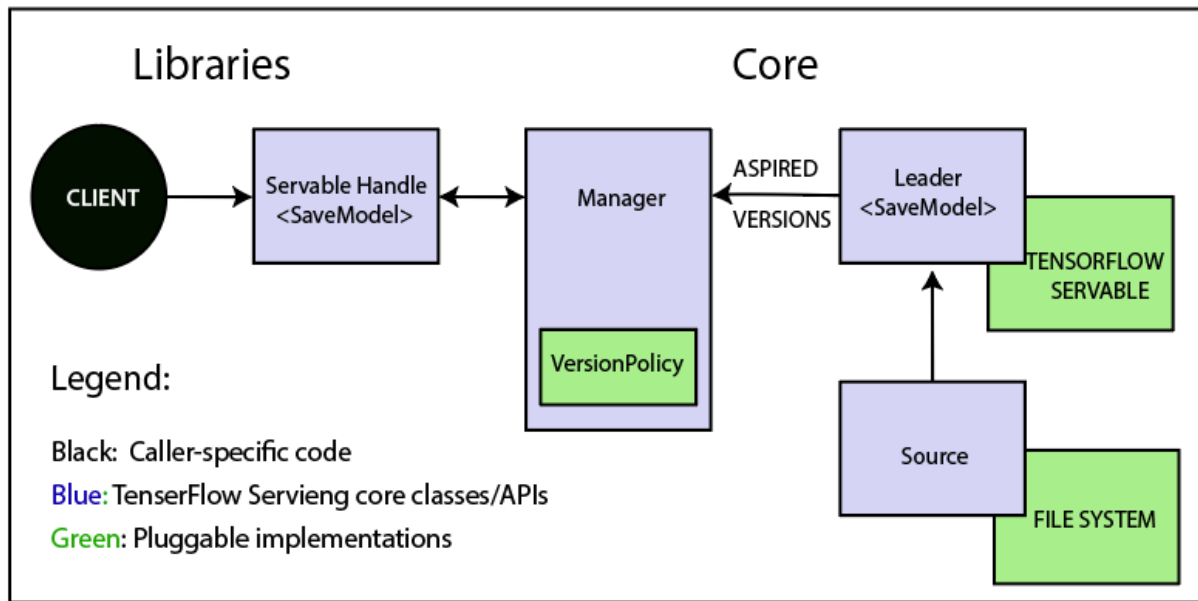 Libraries
Core
CLIENT
Servable Handle
<SaveModel>
Manager
ASPIRED
VERSIONS
Leader
<SaveModel>
TENSORFLOW
SERVABLE
VersionPolicy
Source
FILE SYSTEM
Legend:
Black: Caller-specific code
Blue: TenserFlow Servieng core classes/APIs
Green: Pluggable implementations